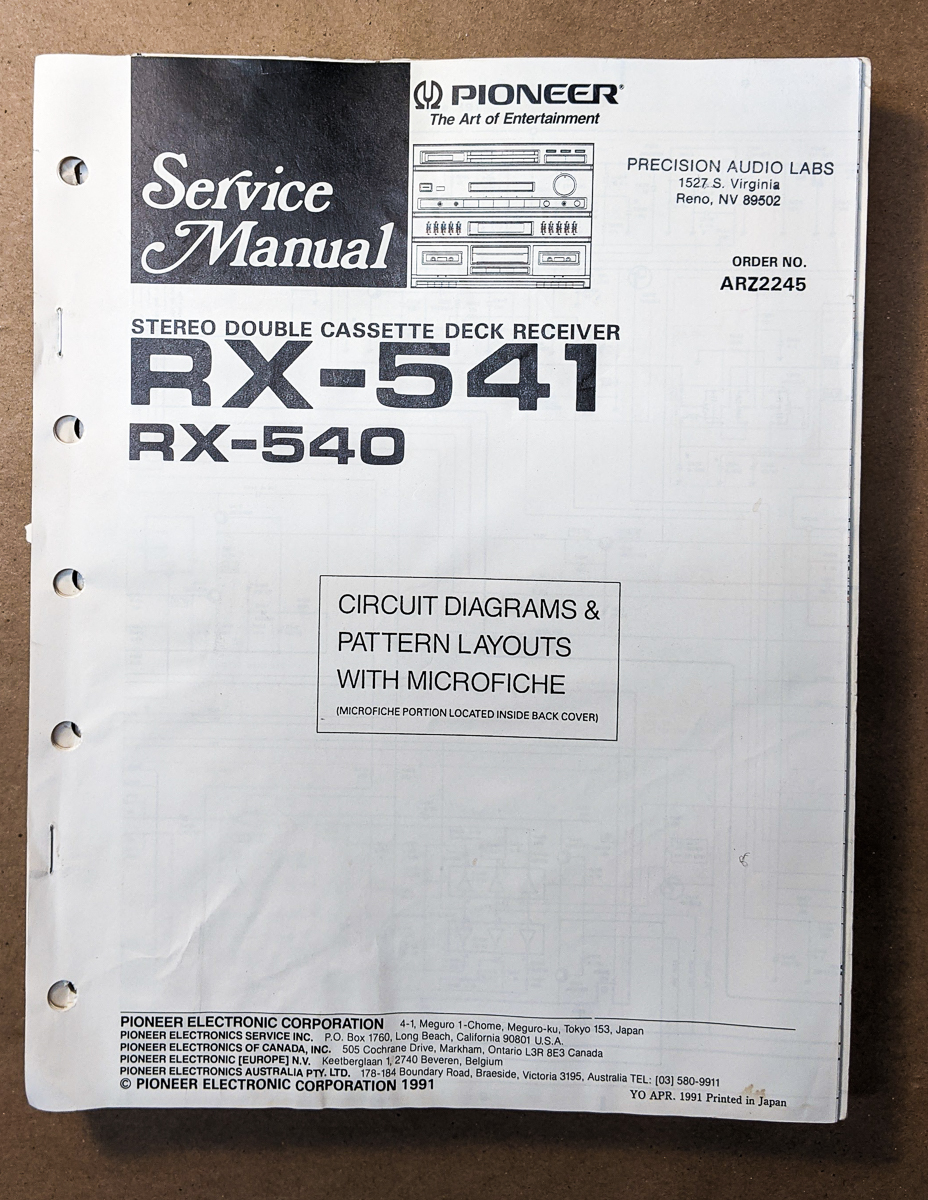 Service
Manual
PIONEER®
The Art of Entertainment
PRECISION AUDIO LABS
1527 S. Virginia
Reno, NV 89502
ORDER NO.
ARZ2245
STEREO DOUBLE CASSETTE DECK RECEIVER
RX-541
RX-540
CIRCUIT DIAGRAMS &
PATTERN LAYOUTS
WITH MICROFICHE
(MICROFICHE PORTION LOCATED INSIDE BACK COVER)
PIONEER ELECTRONIC CORPORATION 4-1, Meguro 1-Chome, Meguro-ku, Tokyo 153, Japan
PIONEER ELECTRONICS SERVICE INC. P.O. Box 1760, Long Beach, California 90801 U.S.A.
PIONEER ELECTRONICS OF CANADA, INC. 505 Cochrane Drive, Markham, Ontario L3R 8E3 Canada
PIONEER ELECTRONIC [EUROPE] N.V. Keetberglaan 1, 2740 Beveren, Belgium
PIONEER ELECTRONICS AUSTRALIA PTY. LTD. 178-184 Boundary Road, Braeside, Victoria 3195, Australia TEL: [03] 580-9911
© PIONEER ELECTRONIC CORPORATION 1991
YO APR. 1991 Printed in Japan